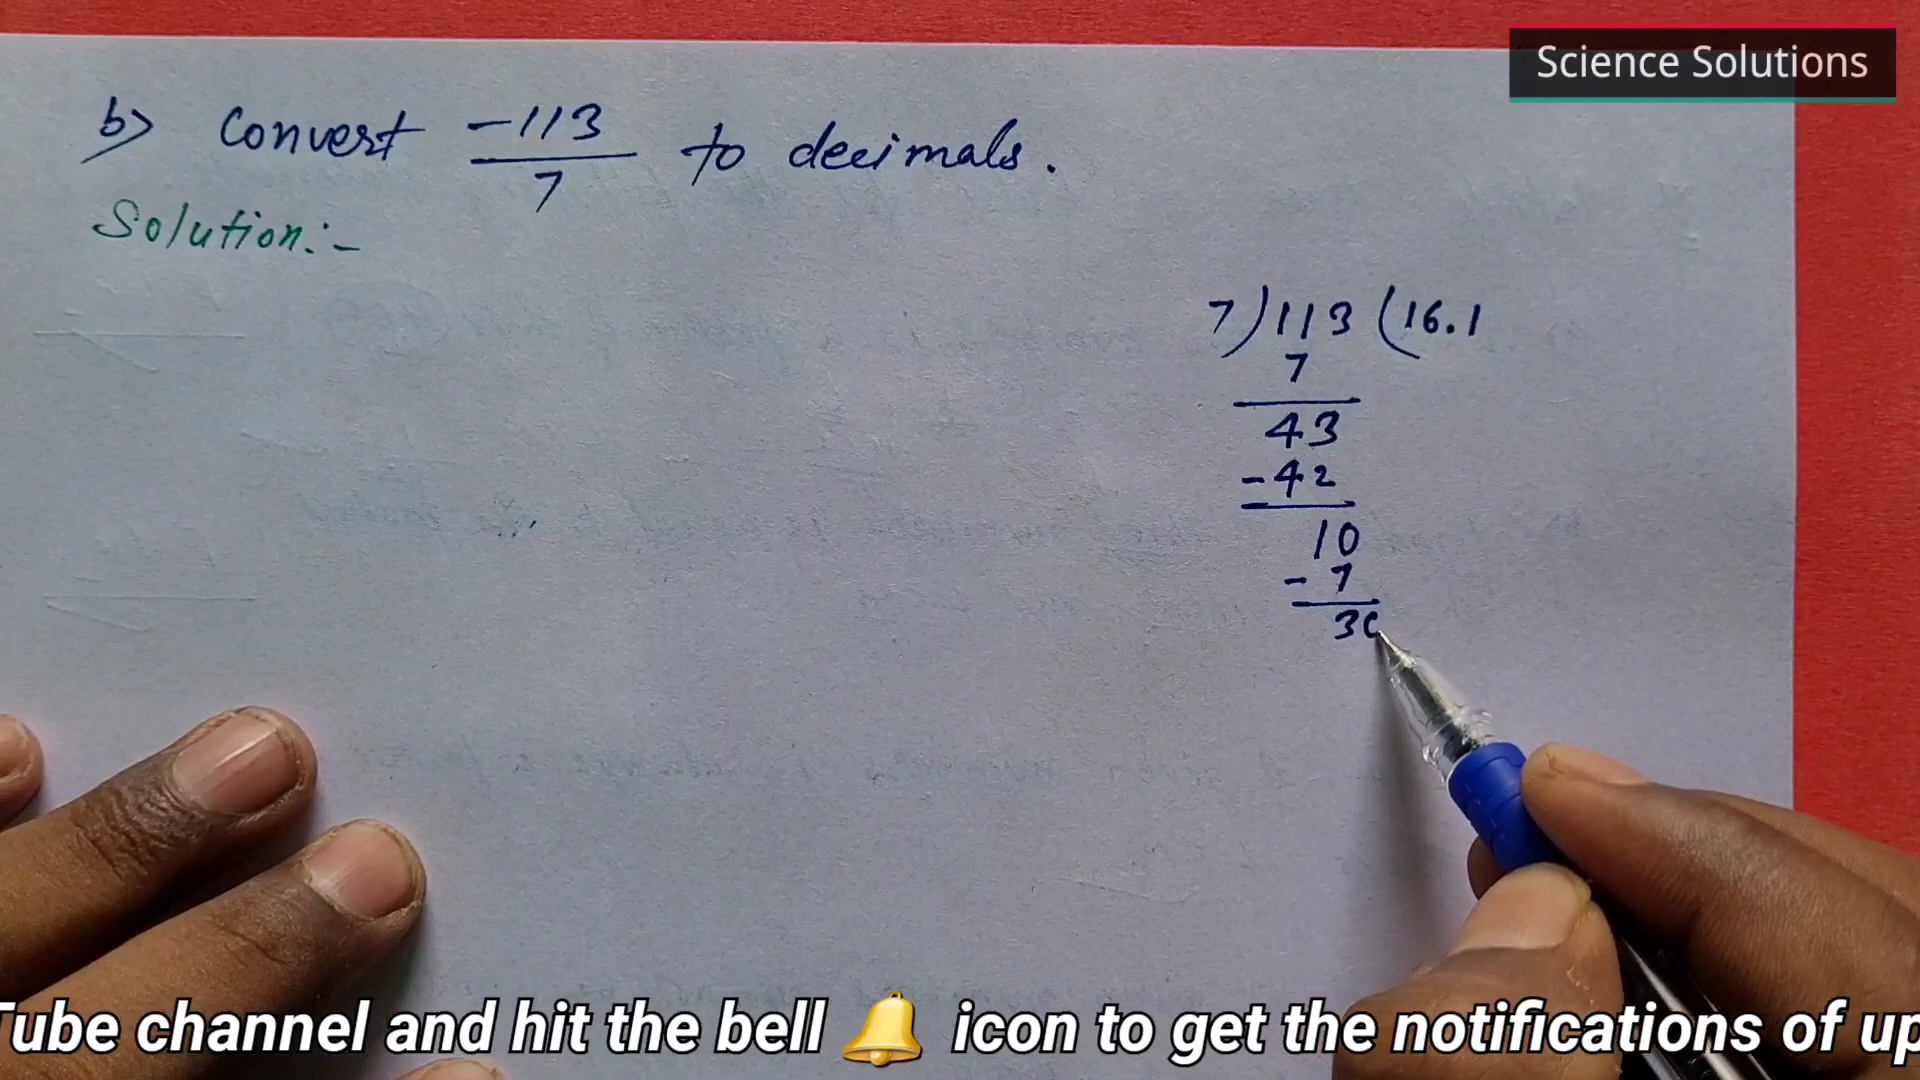 Science Solutions
b) Convert -113/7 to decimals.
Solution:-
7)113(16.1
7
43
-42
10
-7
30
Tube channel and hit the bell 🔔 icon to get the notifications of up